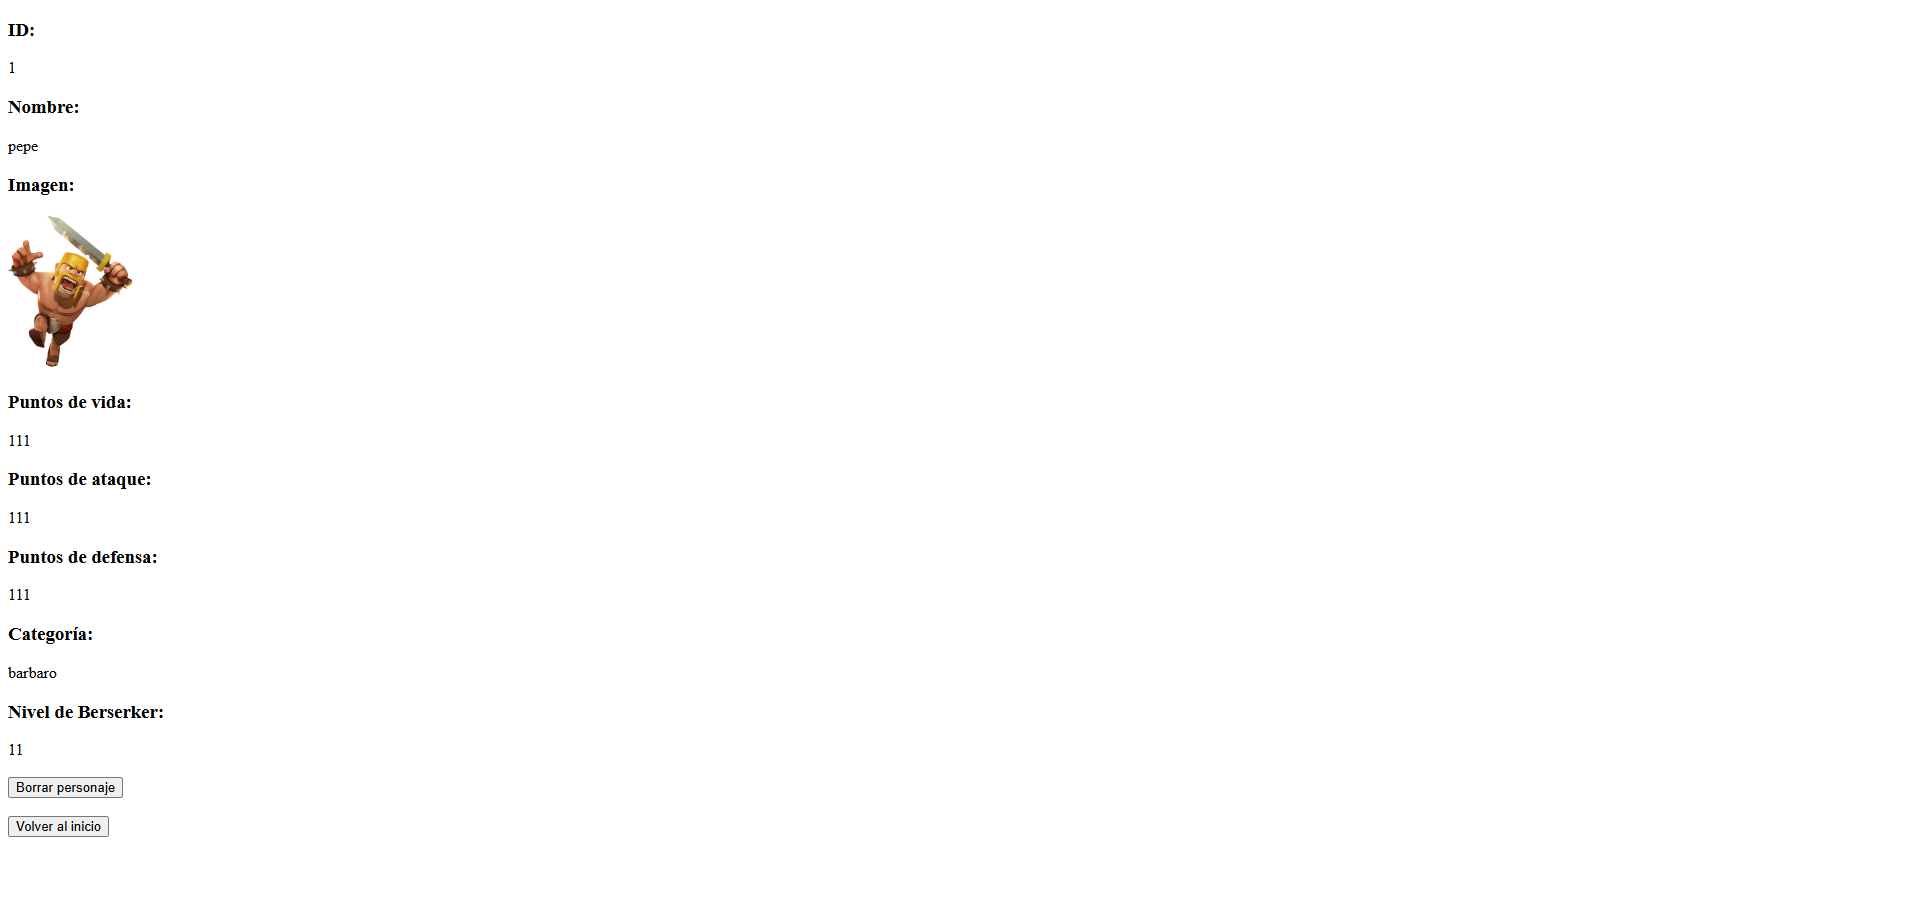 ID:
1
Nombre:
pepe
Imagen:
Puntos de vida:
111
Puntos de ataque:
111
Puntos de defensa:
111
Categoría:
barbaro
Nivel de Berserker:
11
Borrar personaje
Volver al inicio